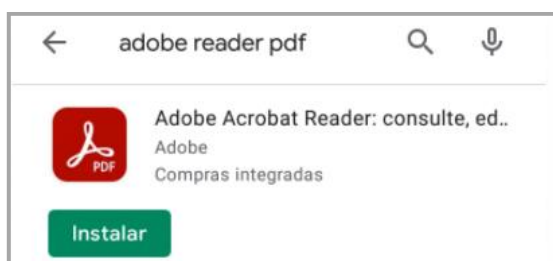 adobe reader pdf
Adobe Acrobat Reader: consulte, ed..
Adobe
PDF
Compras integradas
Instalar